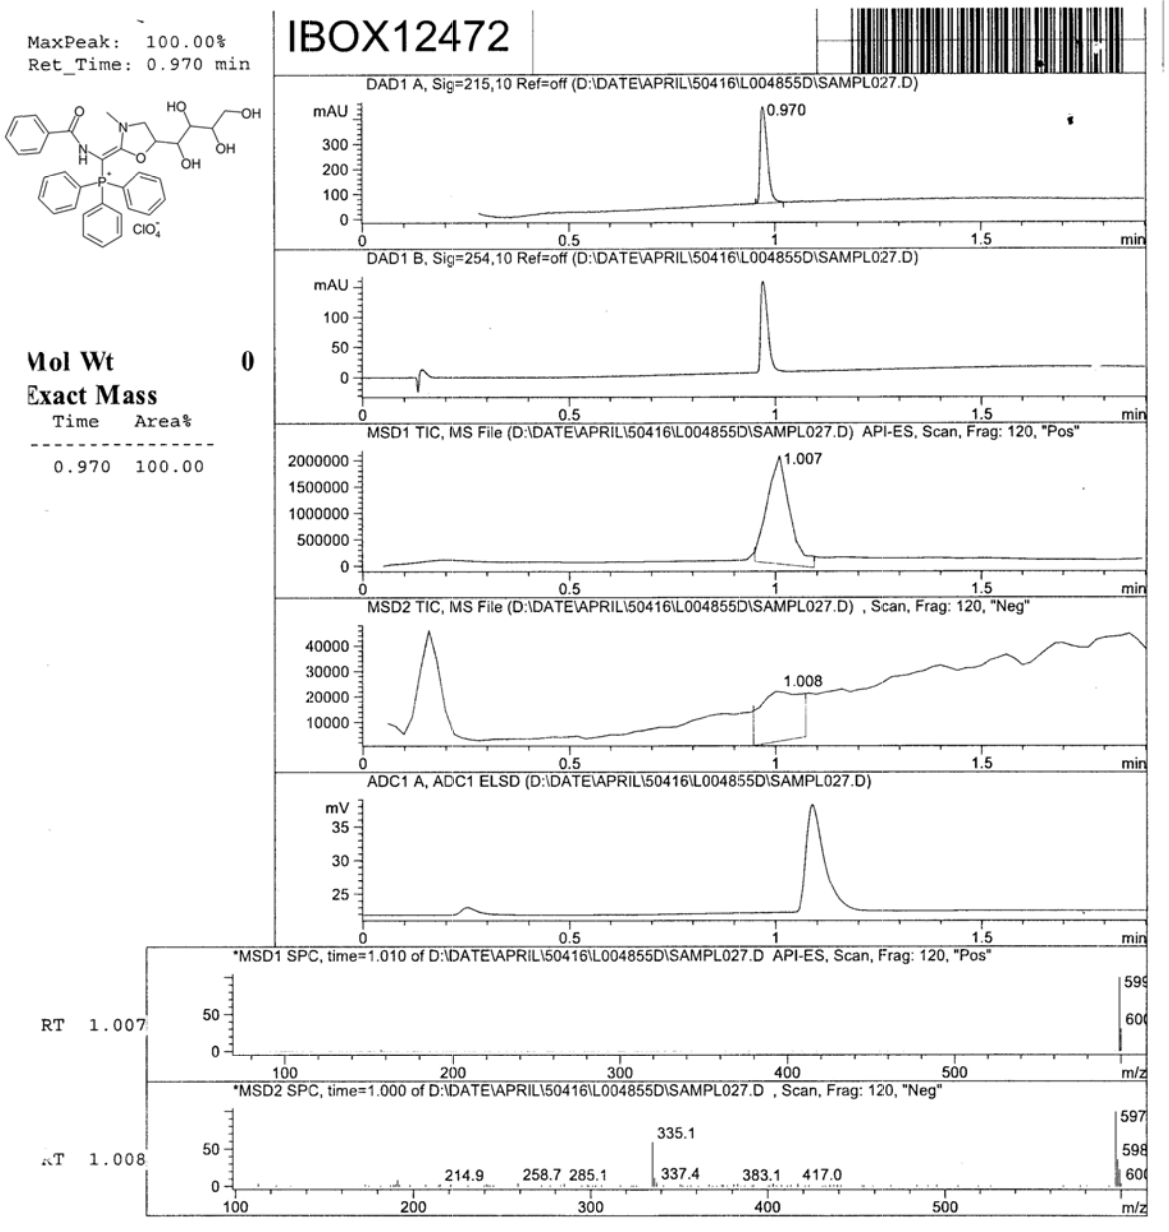 MaxPeak: 100.00%
Ret_Time: 0.970 min
IBOX12472
O
N
H
N
O
HO
OH
OH
OH
P+
ClO4-
Mol Wt 0
Exact Mass
Time Area%
---------------
0.970 100.00
DAD1 A, Sig=215,10 Ref=off (D:\DATE\APRIL\50416\L004855D\SAMPL027.D)
mAU
300
200
100
0
0.970
0 0.5 1 1.5 min
DAD1 B, Sig=254,10 Ref=off (D:\DATE\APRIL\50416\L004855D\SAMPL027.D)
mAU
100
50
0
0 0.5 1 1.5 min
MSD1 TIC, MS File (D:\DATE\APRIL\50416\L004855D\SAMPL027.D) API-ES, Scan, Frag: 120, "Pos"
2000000
1500000
1000000
500000
0
1.007
0 0.5 1 1.5 min
MSD2 TIC, MS File (D:\DATE\APRIL\50416\L004855D\SAMPL027.D) , Scan, Frag: 120, "Neg"
40000
30000
20000
10000
1.008
0 0.5 1 1.5 min
ADC1 A, ADC1 ELSD (D:\DATE\APRIL\50416\L004855D\SAMPL027.D)
mV
35
30
25
0 0.5 1 1.5 min
*MSD1 SPC, time=1.010 of D:\DATE\APRIL\50416\L004855D\SAMPL027.D API-ES, Scan, Frag: 120, "Pos"
RT 1.007
50
0
599
600
100 200 300 400 500 m/z
*MSD2 SPC, time=1.000 of D:\DATE\APRIL\50416\L004855D\SAMPL027.D , Scan, Frag: 120, "Neg"
RT 1.008
50
0
214.9 258.7 285.1 335.1 337.4 383.1 417.0
597
598
600
100 200 300 400 500 m/z